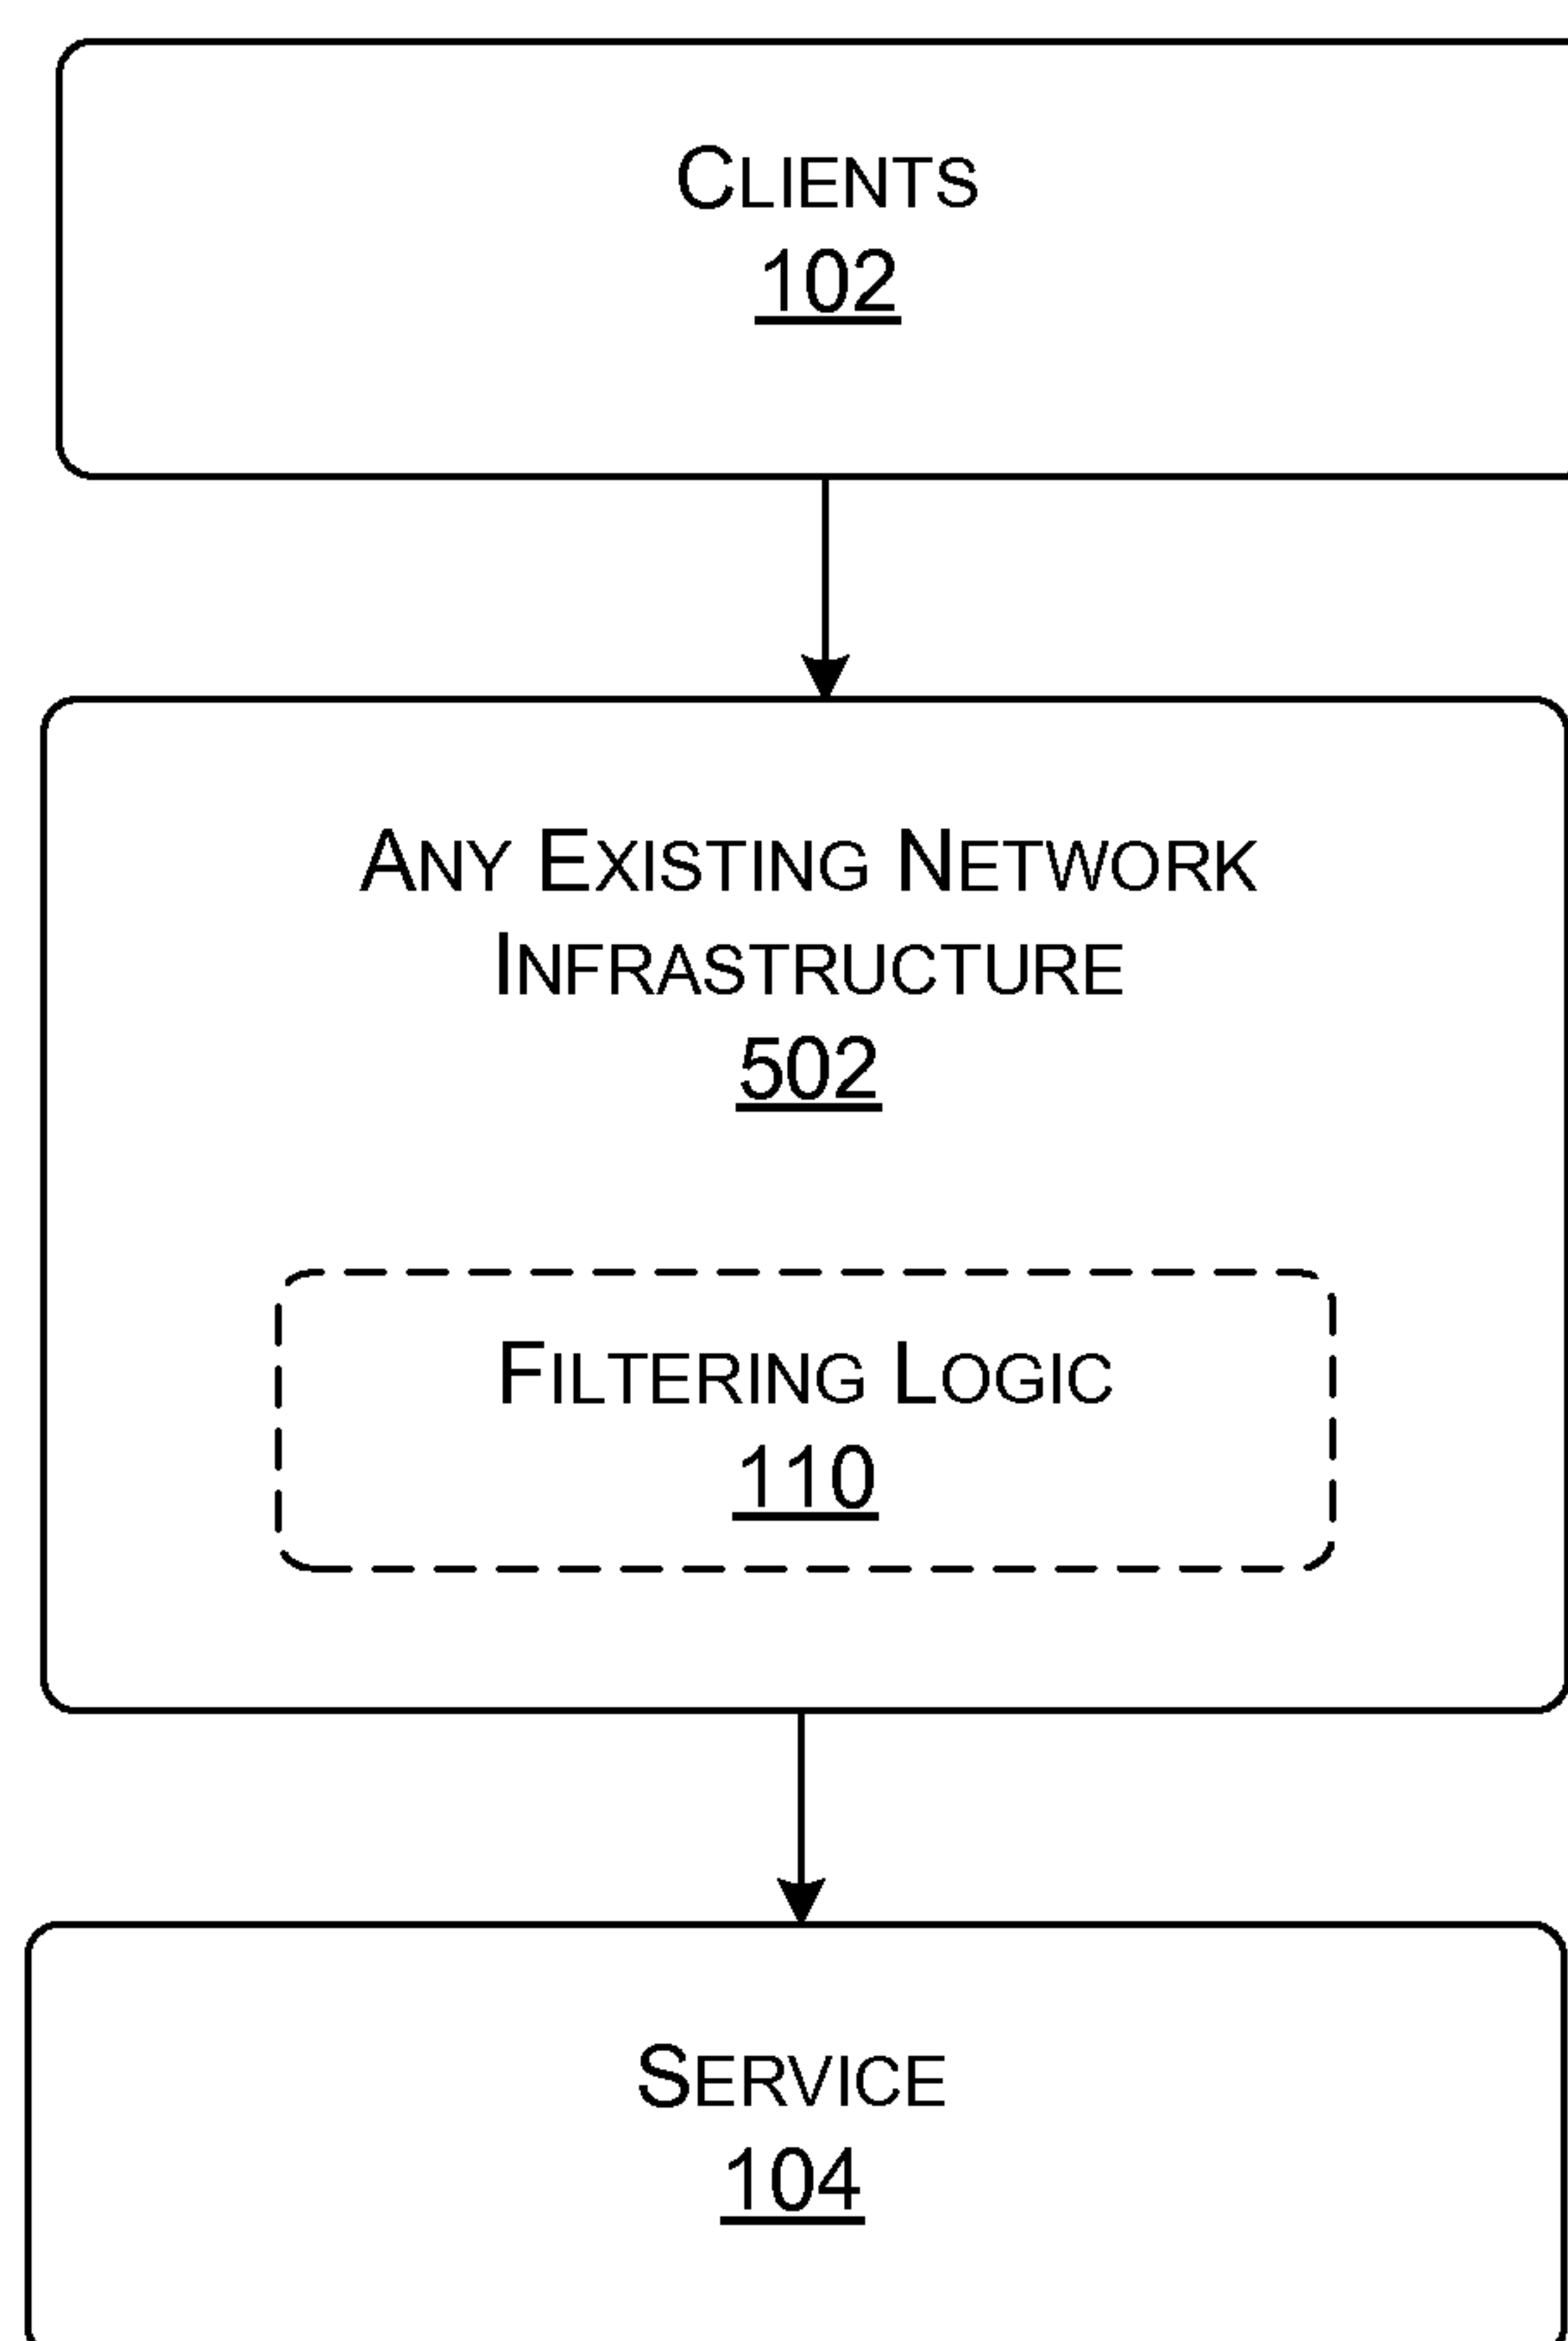 CLIENTS
102
ANY EXISTING NETWORK
INFRASTRUCTURE
502
FILTERING LOGIC
110
SERVICE
104